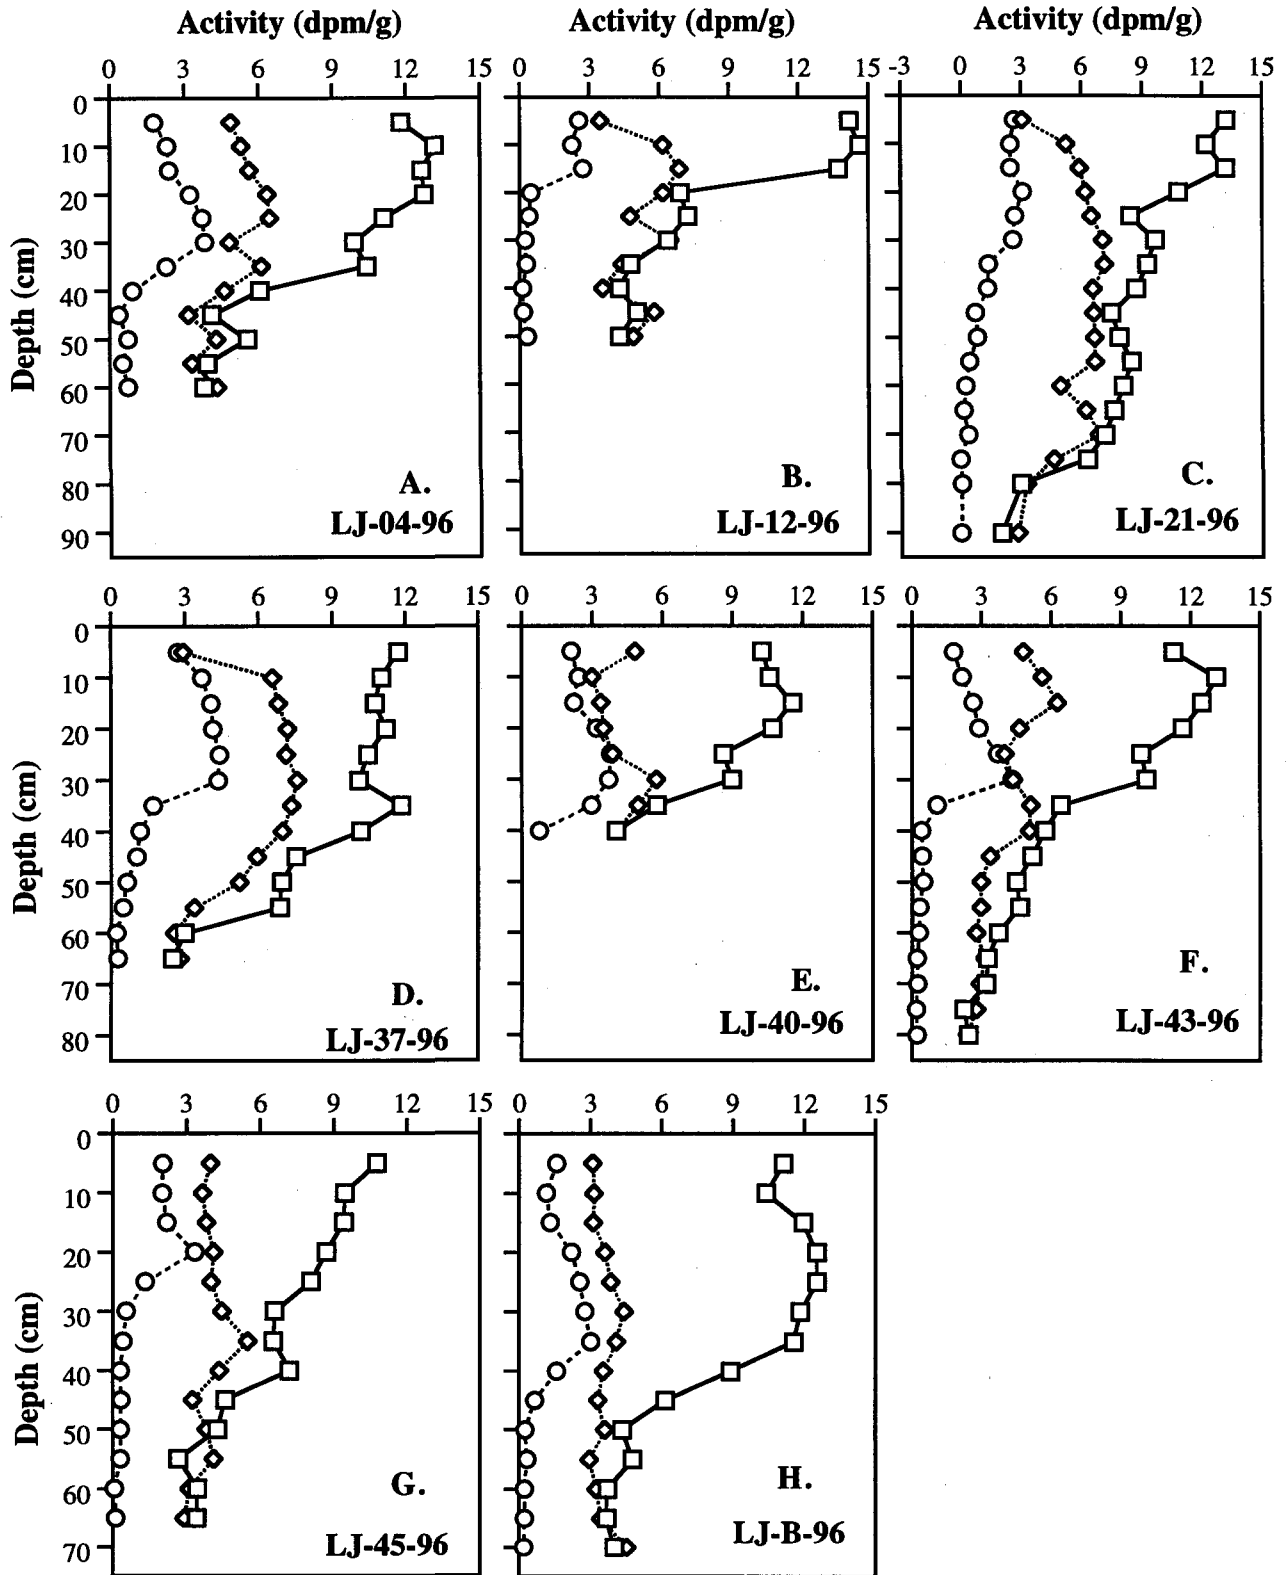 Activity (dpm/g) Activity (dpm/g) Activity (dpm/g)
0 3 6 9 12 15 0 3 6 9 12 15 -3 0 3 6 9 12 15
0
10
20
30
40
50
60
70
80
90
Depth (cm)
A.
LJ-04-96
B.
LJ-12-96
C.
LJ-21-96
0 3 6 9 12 15 0 3 6 9 12 15 0 3 6 9 12 15
0
10
20
30
40
50
60
70
80
Depth (cm)
D.
LJ-37-96
E.
LJ-40-96
F.
LJ-43-96
0 3 6 9 12 15 0 3 6 9 12 15
0
10
20
30
40
50
60
70
Depth (cm)
G.
LJ-45-96
H.
LJ-B-96